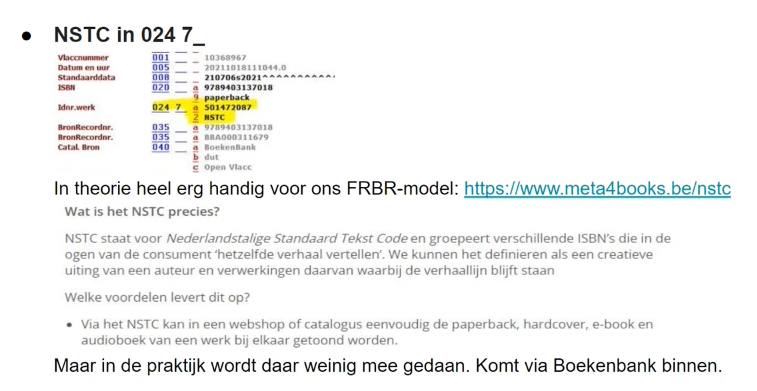 ● NSTC in 024 7_
Vlaccnummer 001 _ _ _ 10368967
Datum en uur 005 _ _ _ 20211018111044.0
Standaarddata 008 _ _ _ 210706s2021^^^^^^^^^^^
ISBN 020 _ _ a 9789403137018
q paperback
Idnr.werk 024 7 _ a S01472087
2 NSTC
BronRecordnr. 035 _ _ a 9789403137018
BronRecordnr. 035 _ _ a BBA000311679
Catal. Bron 040 _ _ a BoekenBank
b dut
c Open Vlacc
In theorie heel erg handig voor ons FRBR-model: https://www.meta4books.be/nstc
Wat is het NSTC precies?
NSTC staat voor Nederlandstalige Standaard Tekst Code en groepeert verschillende ISBN's die in de
ogen van de consument 'hetzelfde verhaal vertellen'. We kunnen het definieren als een creatieve
uiting van een auteur en verwerkingen daarvan waarbij de verhaallijn blijft staan
Welke voordelen levert dit op?
• Via het NSTC kan in een webshop of catalogus eenvoudig de paperback, hardcover, e-book en
audioboek van een werk bij elkaar getoond worden.
Maar in de praktijk wordt daar weinig mee gedaan. Komt via Boekenbank binnen.